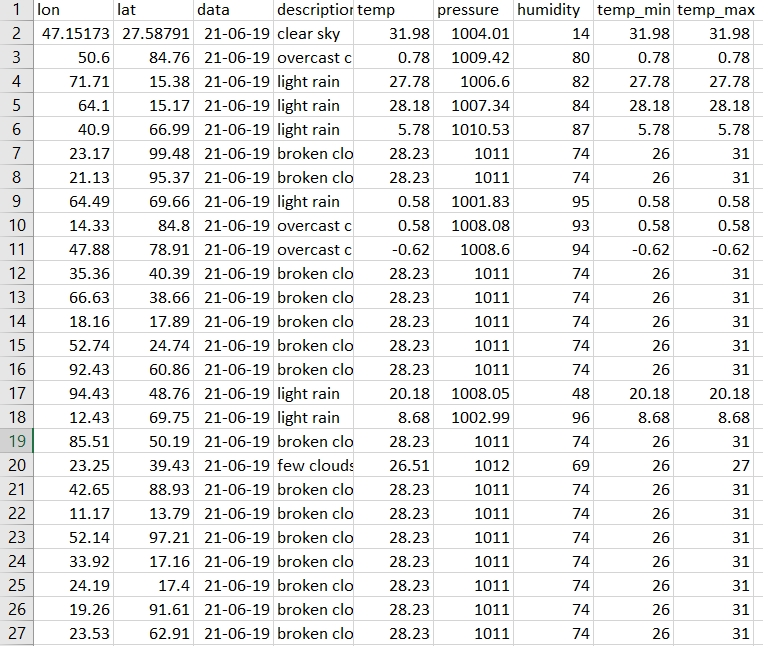 1 lon lat data description temp pressure humidity temp_min temp_max
2 47.15173 27.58791 21-06-19 clear sky 31.98 1004.01 14 31.98 31.98
3 50.6 84.76 21-06-19 overcast c 0.78 1009.42 80 0.78 0.78
4 71.71 15.38 21-06-19 light rain 27.78 1006.6 82 27.78 27.78
5 64.1 15.17 21-06-19 light rain 28.18 1007.34 84 28.18 28.18
6 40.9 66.99 21-06-19 light rain 5.78 1010.53 87 5.78 5.78
7 23.17 99.48 21-06-19 broken clo 28.23 1011 74 26 31
8 21.13 95.37 21-06-19 broken clo 28.23 1011 74 26 31
9 64.49 69.66 21-06-19 light rain 0.58 1001.83 95 0.58 0.58
10 14.33 84.8 21-06-19 overcast c 0.58 1008.08 93 0.58 0.58
11 47.88 78.91 21-06-19 overcast c -0.62 1008.6 94 -0.62 -0.62
12 35.36 40.39 21-06-19 broken clo 28.23 1011 74 26 31
13 66.63 38.66 21-06-19 broken clo 28.23 1011 74 26 31
14 18.16 17.89 21-06-19 broken clo 28.23 1011 74 26 31
15 52.74 24.74 21-06-19 broken clo 28.23 1011 74 26 31
16 92.43 60.86 21-06-19 broken clo 28.23 1011 74 26 31
17 94.43 48.76 21-06-19 light rain 20.18 1008.05 48 20.18 20.18
18 12.43 69.75 21-06-19 light rain 8.68 1002.99 96 8.68 8.68
19 85.51 50.19 21-06-19 broken clo 28.23 1011 74 26 31
20 23.25 39.43 21-06-19 few clouds 26.51 1012 69 26 27
21 42.65 88.93 21-06-19 broken clo 28.23 1011 74 26 31
22 11.17 13.79 21-06-19 broken clo 28.23 1011 74 26 31
23 52.14 97.21 21-06-19 broken clo 28.23 1011 74 26 31
24 33.92 17.16 21-06-19 broken clo 28.23 1011 74 26 31
25 24.19 17.4 21-06-19 broken clo 28.23 1011 74 26 31
26 19.26 91.61 21-06-19 broken clo 28.23 1011 74 26 31
27 23.53 62.91 21-06-19 broken clo 28.23 1011 74 26 31